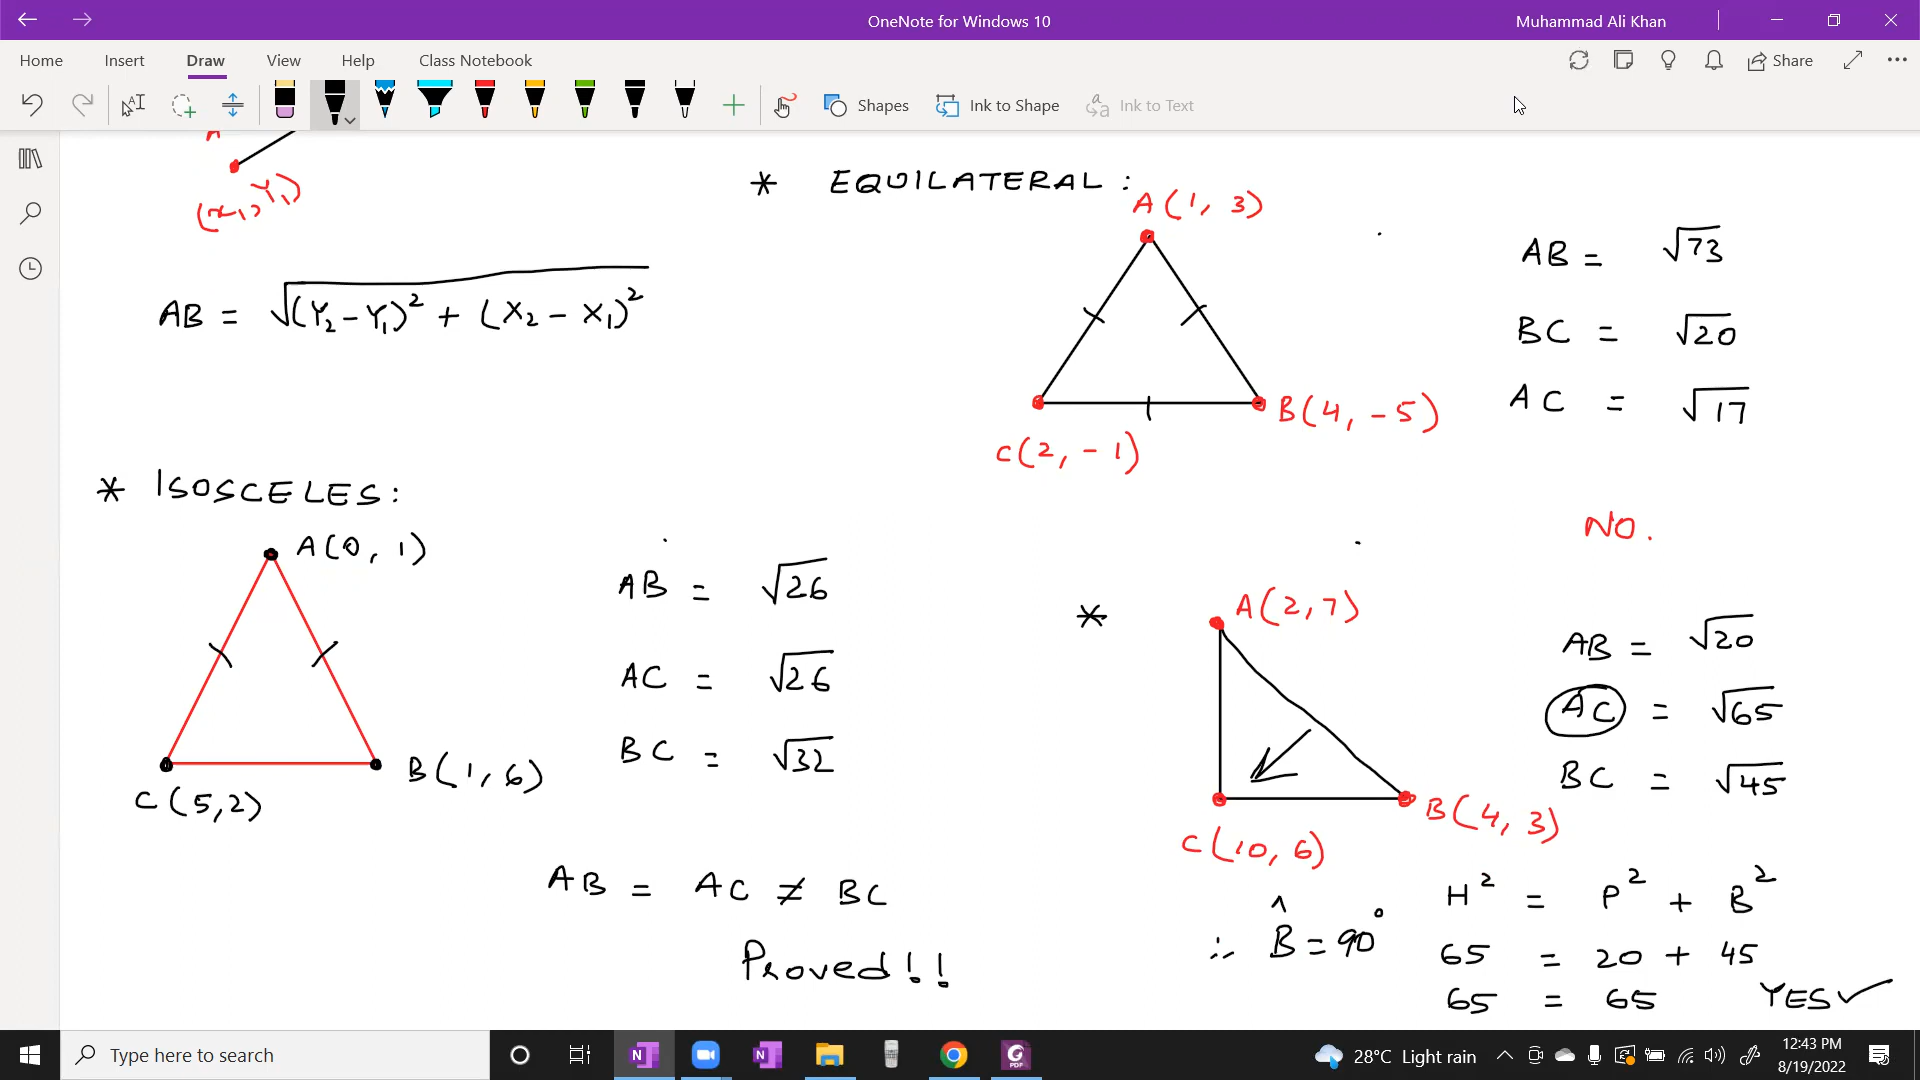 OneNote for Windows 10
Muhammad Ali Khan
Home Insert Draw View Help Class Notebook
Share
Shapes Ink to Shape Ink to Text
A
(x₁, Y₁)
AB = √(Y₂ - Y₁)² + (X₂ - X₁)²
* EQUILATERAL:
A(1, 3)
B(4, -5)
C(2, -1)
AB = √73
BC = √20
AC = √17
NO.
* ISOSCELES:
A(0, 1)
B(1, 6)
C(5,2)
AB = √26
AC = √26
BC = √32
AB = AC ≠ BC
Proved!!
*
A(2,7)
B(4, 3)
C(10, 6)
AB = √20
AC = √65
BC = √45
H² = P² + B²
65 = 20 + 45
65 = 65 YES✓
∴ B̂ = 90°
Type here to search
28°C Light rain
12:43 PM
8/19/2022